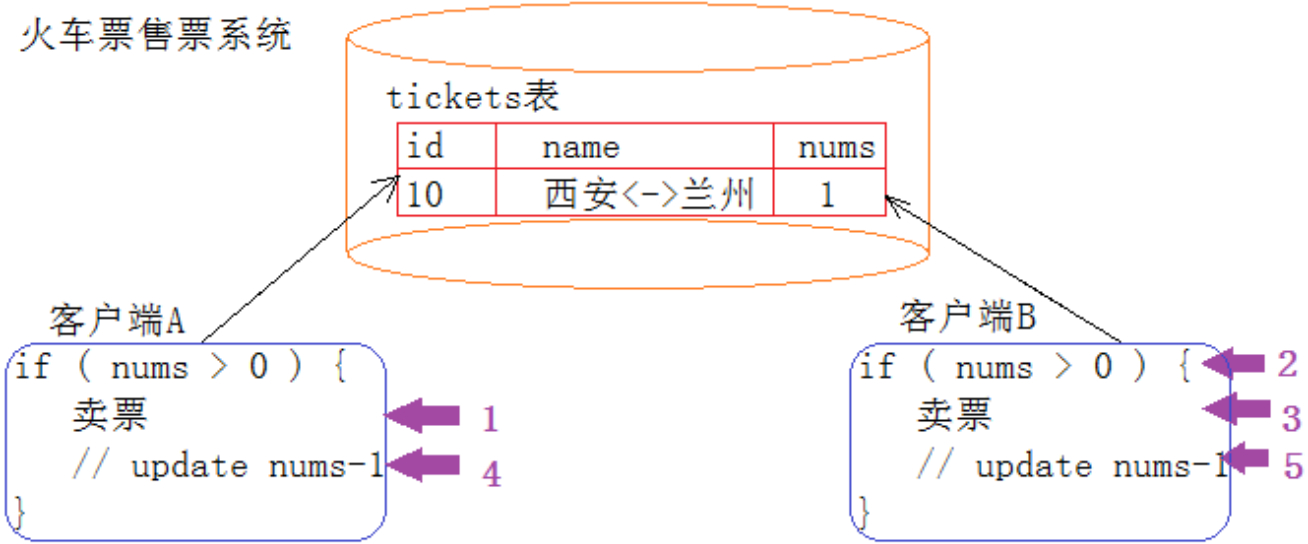 火车票售票系统
tickets表
id name nums
10 西安<->兰州 1
客户端A
if ( nums > 0 ) {
卖票 1
// update nums-1 4
}
客户端B
if ( nums > 0 ) { 2
卖票 3
// update nums-1 5
}